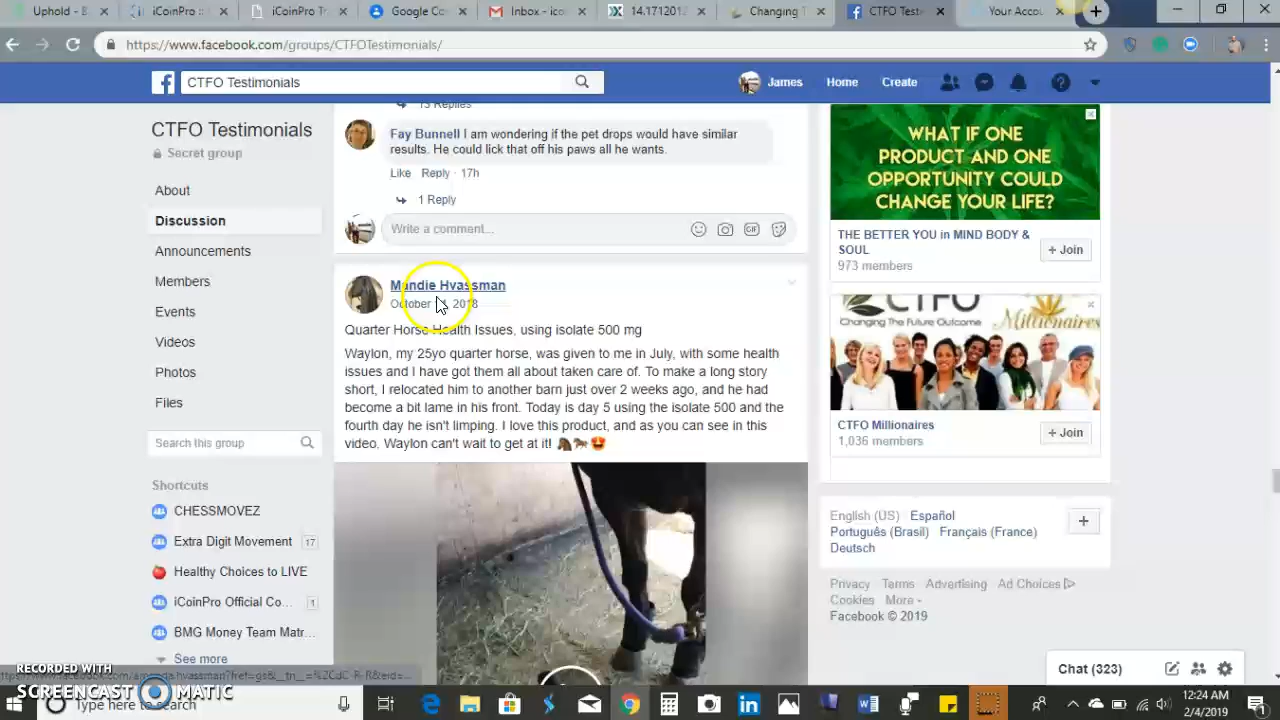 Uphold - B
iCoinPro :
iCoinPro Tr
Google Co
Inbox - ico
14.171201
Changing T
CTFO Teste
Your Accou
https://www.facebook.com/groups/CTFOTestimonials/
CTFO Testimonials
James
Home
Create
CTFO Testimonials
Secret group
About
Discussion
Announcements
Members
Events
Videos
Photos
Files
Search this group
Shortcuts
CHESSMOVEZ
Extra Digit Movement 17
Healthy Choices to LIVE
iCoinPro Official Co... 1
BMG Money Team Matr...
See more
13 Replies
Fay Bunnell I am wondering if the pet drops would have similar
results. He could lick that off his paws all he wants.
Like Reply · 17h
1 Reply
Write a comment...
GIF
Mandie Hvassman
October 2018
Quarter Horse Health Issues, using isolate 500 mg
Waylon, my 25yo quarter horse, was given to me in July, with some health
issues and I have got them all about taken care of. To make a long story
short, I relocated him to another barn just over 2 weeks ago, and he had
become a bit lame in his front. Today is day 5 using the isolate 500 and the
fourth day he isn't limping. I love this product, and as you can see in this
video, Waylon can't wait to get at it!
WHAT IF ONE
PRODUCT AND ONE
OPPORTUNITY COULD
CHANGE YOUR LIFE?
THE BETTER YOU in MIND BODY &
SOUL
973 members
+ Join
CTFO
Changing The Future Outcome
Millionaires
CTFO Millionaires
1,036 members
+ Join
English (US) · Español ·
Português (Brasil) · Français (France) ·
Deutsch
Privacy · Terms · Advertising · Ad Choices ·
Cookies · More
Facebook © 2019
Chat (323)
RECORDED WITH
SCREENCAST MATIC
Type here to search
12:24 AM
2/4/2019